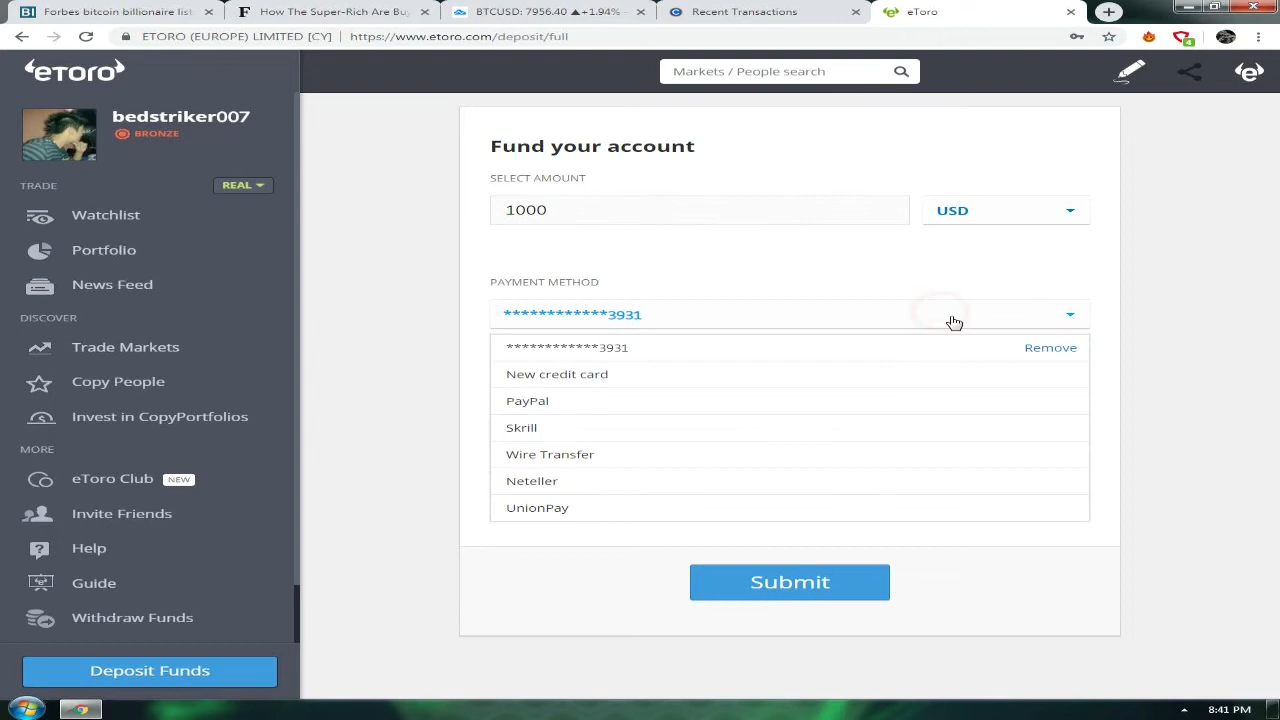 Forbes bitcoin billionaire list
How The Super-Rich Are Bu
BTCUSD: 7956.40 ▲+1.94% -
Recent Transactions
eToro
ETORO (EUROPE) LIMITED [CY] | https://www.etoro.com/deposit/full
4
eToro
Markets / People search
bedstriker007
BRONZE
TRADE
REAL
Watchlist
Portfolio
News Feed
DISCOVER
Trade Markets
Copy People
Invest in CopyPortfolios
MORE
eToro Club NEW
Invite Friends
Help
Guide
Withdraw Funds
Deposit Funds
Fund your account
SELECT AMOUNT
1000
USD
PAYMENT METHOD
************3931
************3931 Remove
New credit card
PayPal
Skrill
Wire Transfer
Neteller
UnionPay
Submit
8:41 PM